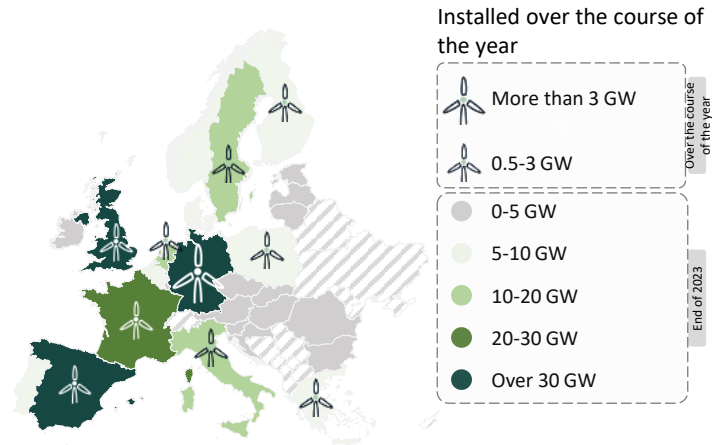 Installed over the course of
the year
More than 3 GW
0.5-3 GW
Over the course
of the year
0-5 GW
5-10 GW
10-20 GW
20-30 GW
Over 30 GW
End of 2023